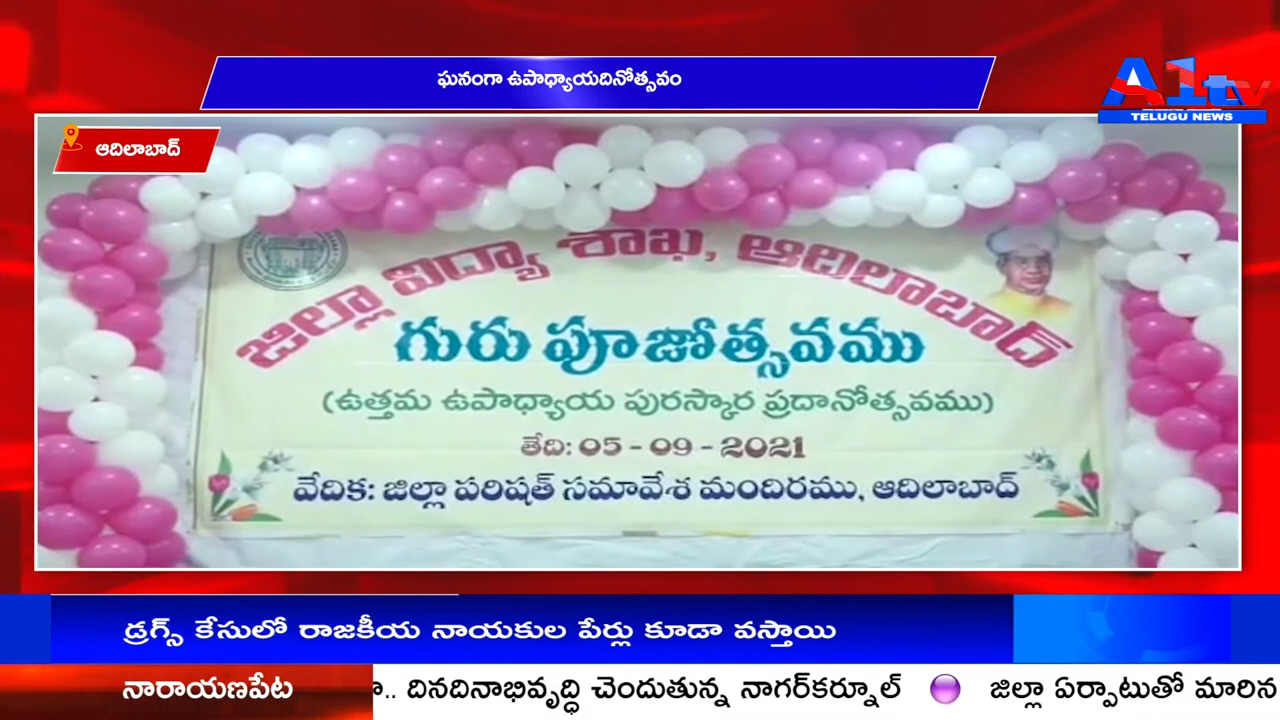 ఘనంగా ఉపాధ్యాయదినోత్సవం
A1tv
TELUGU NEWS
ఆదిలాబాద్
జిల్లా విద్యా శాఖ, ఆదిలాబాద్
గురు పూజోత్సవము
(ఉత్తమ ఉపాధ్యాయ పురస్కార ప్రదానోత్సవము)
తేది: 05 - 09 - 2021
వేదిక: జిల్లా పరిషత్ సమావేశ మందిరము, ఆదిలాబాద్
డ్రగ్స్ కేసులో రాజకీయ నాయకుల పేర్లు కూడా వస్తాయి
నారాయణపేట
.. దినదినాభివృద్ధి చెందుతున్న నాగర్‌కర్నూల్
జిల్లా ఏర్పాటుతో మారిన